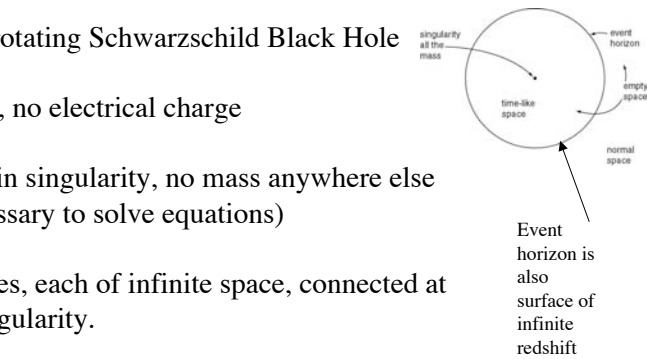 rotating Schwarzschild Black Hole
, no electrical charge
in singularity, no mass anywhere else
ssary to solve equations)
es, each of infinite space, connected at
gularity.
singularity
all the
mass
event
horizon
empty
space
time-like
space
normal
space
Event
horizon is
also
surface of
infinite
redshift